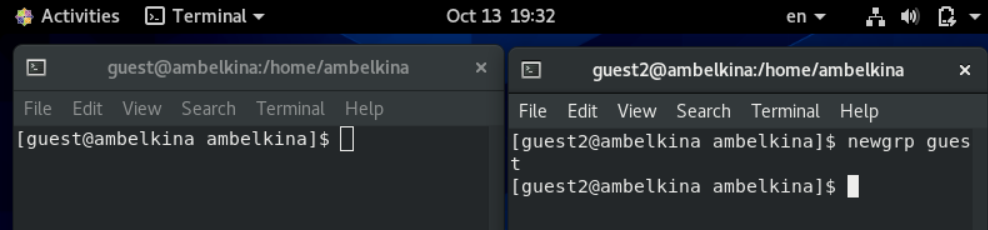 Activities Terminal Oct 13 19:32 en
guest@ambelkina:/home/ambelkina ×
File Edit View Search Terminal Help
[guest@ambelkina ambelkina]$
guest2@ambelkina:/home/ambelkina ×
File Edit View Search Terminal Help
[guest2@ambelkina ambelkina]$ newgrp gues
t
[guest2@ambelkina ambelkina]$